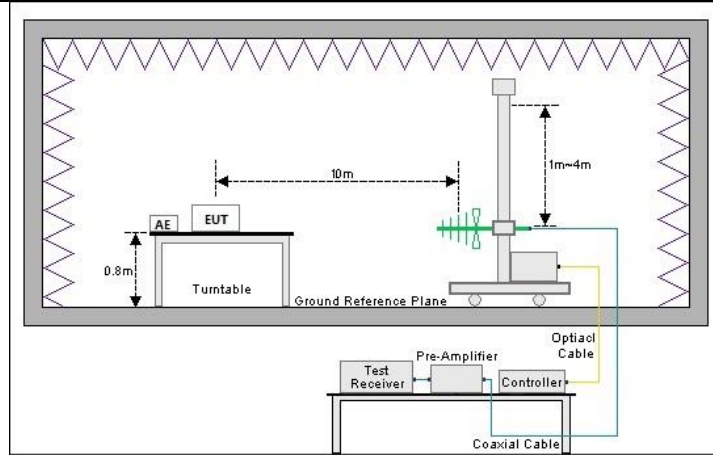 10m
1m~4m
AE
EUT
0.8m
Turntable
Ground Reference Plane
Optiacl
Cable
Pre-Amplifier
Test
Receiver
Controller
Coaxial Cable